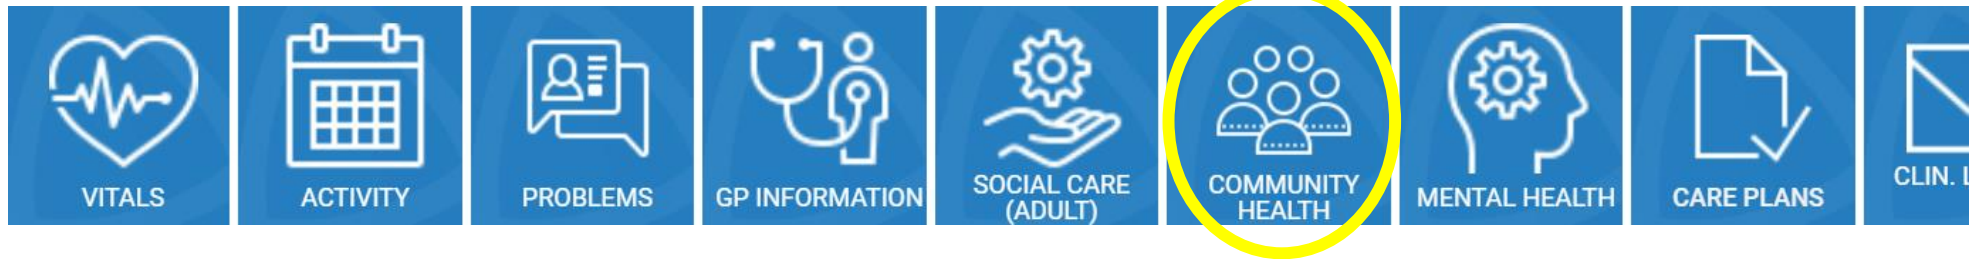 VITALS
ACTIVITY
PROBLEMS
GP INFORMATION
SOCIAL CARE
(ADULT)
COMMUNITY
HEALTH
MENTAL HEALTH
CARE PLANS
CLIN. L